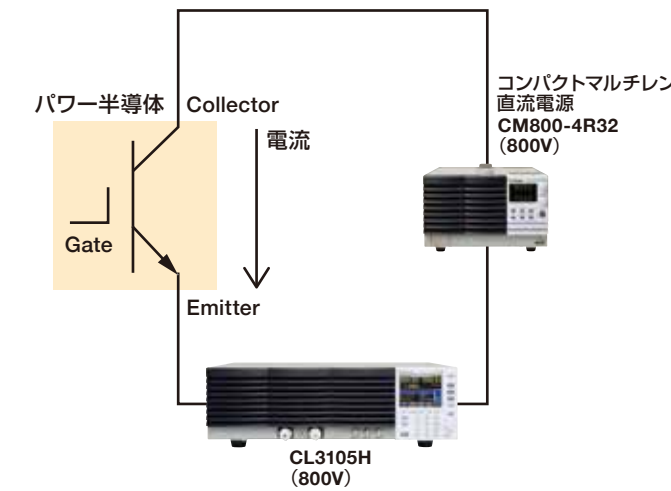 コンパクトマルチレン
直流電源
CM800-4R32
（800V）
パワー半導体
Collector
電流
Gate
Emitter
CL3105H
（800V）